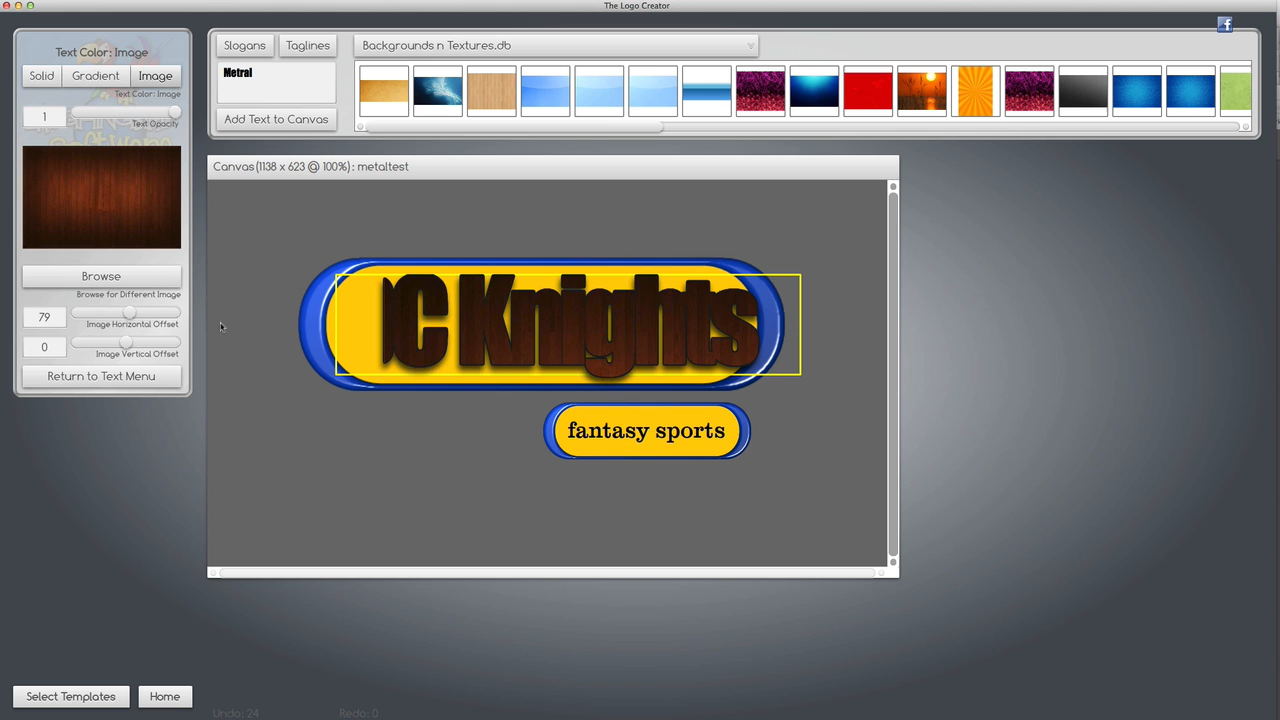 The Logo Creator
Text Color: Image
Solid
Gradient
Image
Text Color: Image
1
Text Opacity
Browse
Browse for Different Image
79
Image Horizontal Offset
0
Image Vertical Offset
Return to Text Menu
Slogans
Taglines
Metral
Add Text to Canvas
Backgrounds n Textures.db
f
Canvas(1138 x 623 @ 100%) : metaltest
C Knights
fantasy sports
Select Templates
Home
Undo: 24
Redo: 0